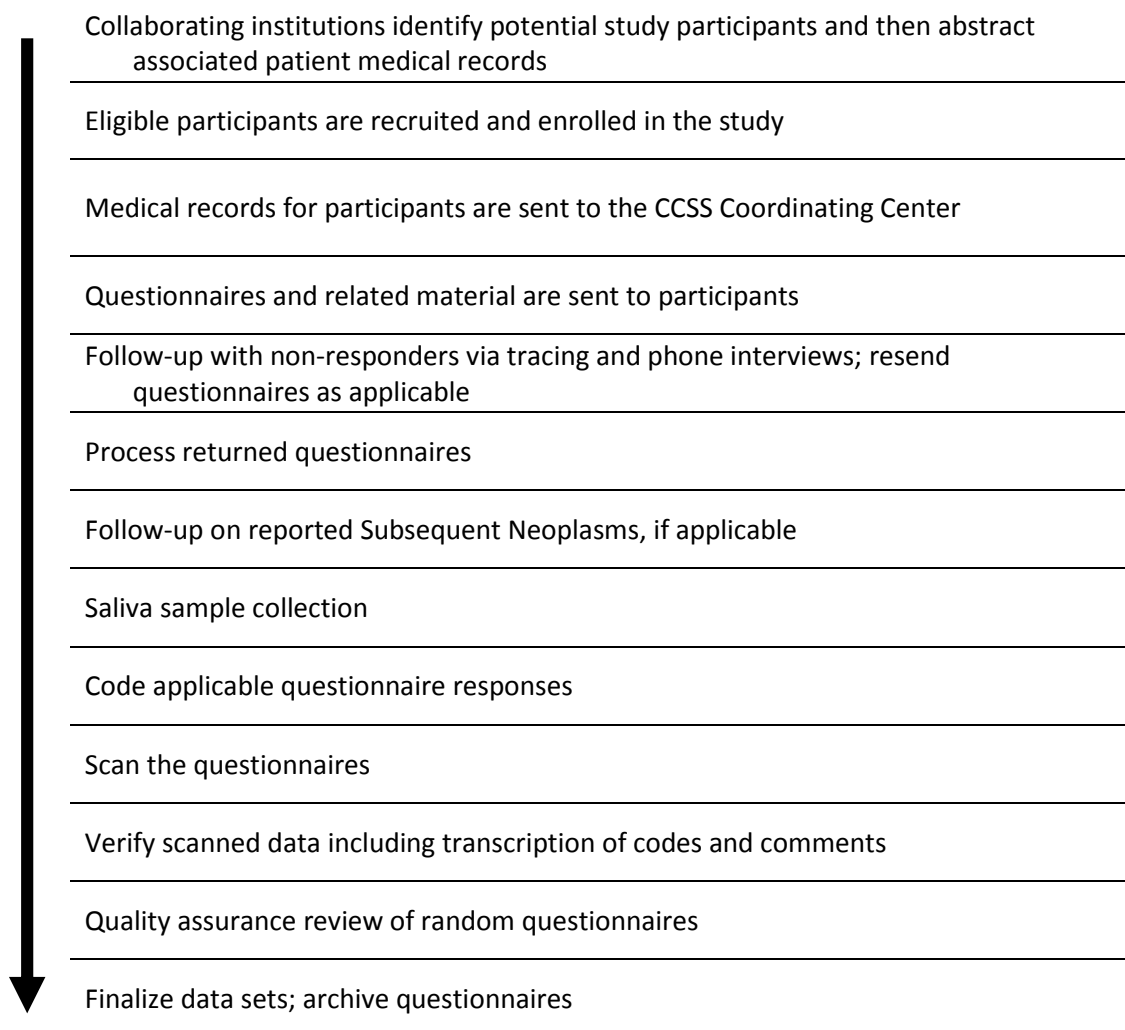 Collaborating institutions identify potential study participants and then abstract
associated patient medical records
Eligible participants are recruited and enrolled in the study
Medical records for participants are sent to the CCSS Coordinating Center
Questionnaires and related material are sent to participants
Follow-up with non-responders via tracing and phone interviews; resend
questionnaires as applicable
Process returned questionnaires
Follow-up on reported Subsequent Neoplasms, if applicable
Saliva sample collection
Code applicable questionnaire responses
Scan the questionnaires
Verify scanned data including transcription of codes and comments
Quality assurance review of random questionnaires
Finalize data sets; archive questionnaires